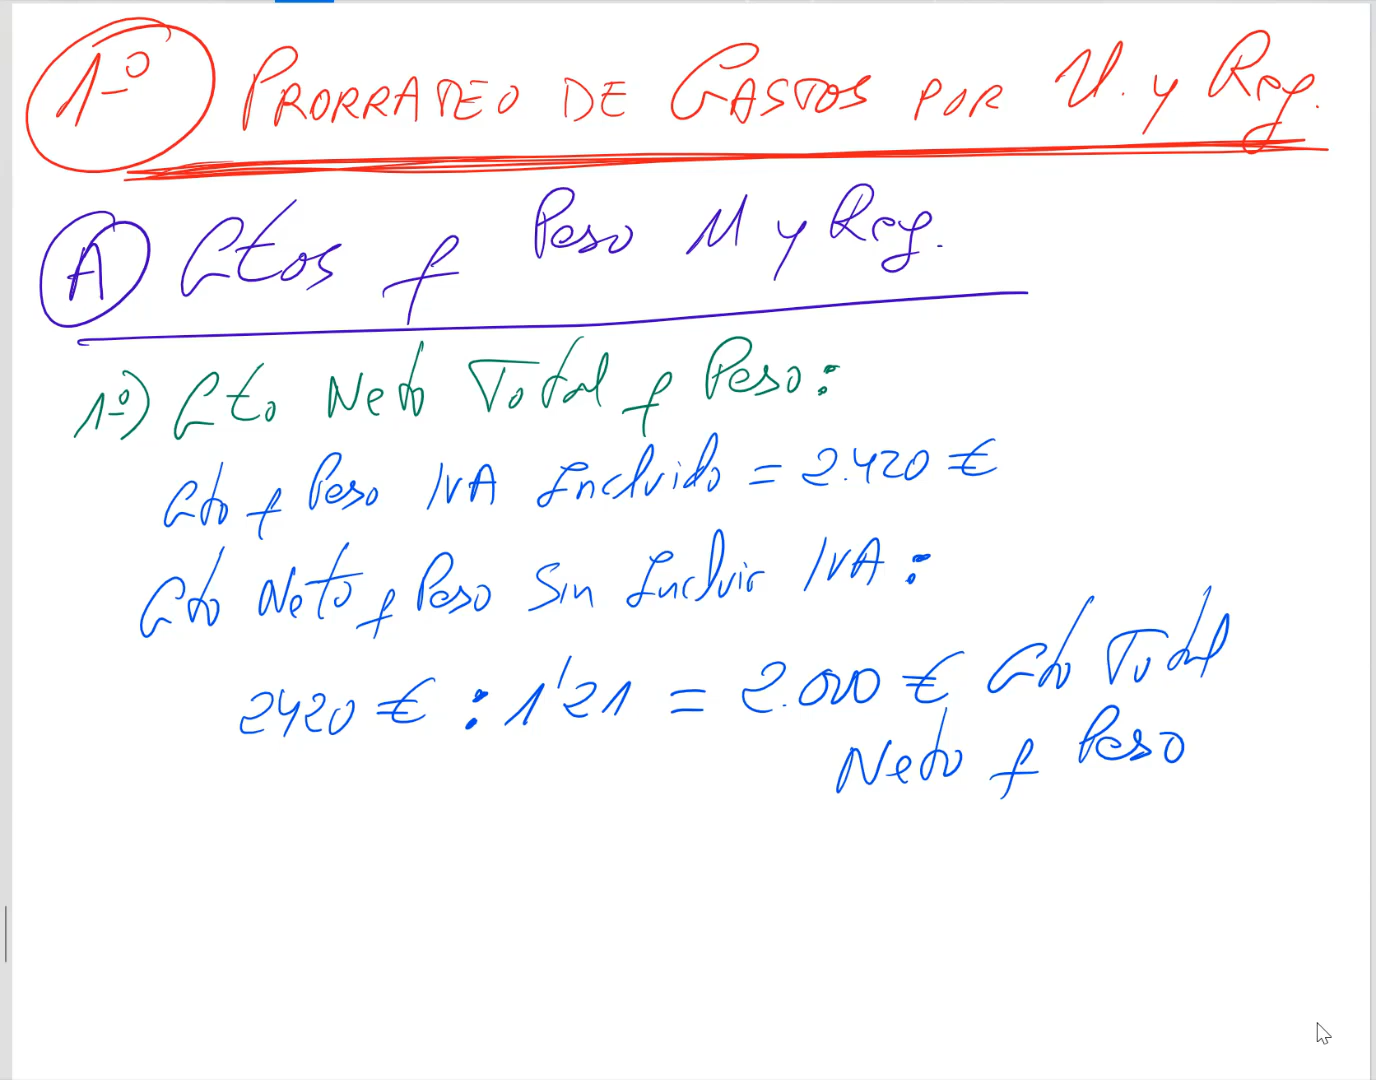 1º PRORRATEO DE GASTOS POR U. y Reg.
A Gtos f Peso U y Reg.
1º) Gto Neto Total f Peso:
Gto f Peso IVA Incluido = 2.420 €
Gto Neto f Peso Sin Incluir IVA:
2420 € : 1'21 = 2.000 € Gto Total
Neto f Peso